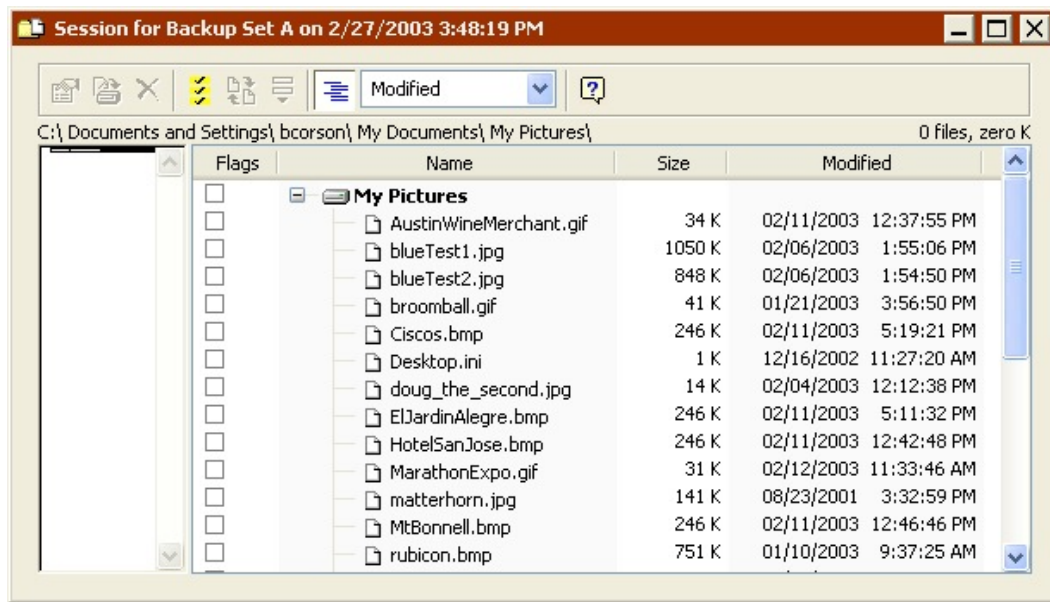 Session for Backup Set A on 2/27/2003 3:48:19 PM
Modified
C:\ Documents and Settings\ bcorson\ My Documents\ My Pictures\ 0 files, zero K
Flags Name Size Modified
My Pictures
AustinWineMerchant.gif 34 K 02/11/2003 12:37:55 PM
blueTest1.jpg 1050 K 02/06/2003 1:55:06 PM
blueTest2.jpg 848 K 02/06/2003 1:54:50 PM
broomball.gif 41 K 01/21/2003 3:56:50 PM
Ciscos.bmp 246 K 02/11/2003 5:19:21 PM
Desktop.ini 1 K 12/16/2002 11:27:20 AM
doug_the_second.jpg 14 K 02/04/2003 12:12:38 PM
ElJardinAlegre.bmp 246 K 02/11/2003 5:11:32 PM
HotelSanJose.bmp 246 K 02/11/2003 12:42:48 PM
MarathonExpo.gif 31 K 02/12/2003 11:33:46 AM
matterhorn.jpg 141 K 08/23/2001 3:32:59 PM
MtBonnell.bmp 246 K 02/11/2003 12:46:46 PM
rubicon.bmp 751 K 01/10/2003 9:37:25 AM